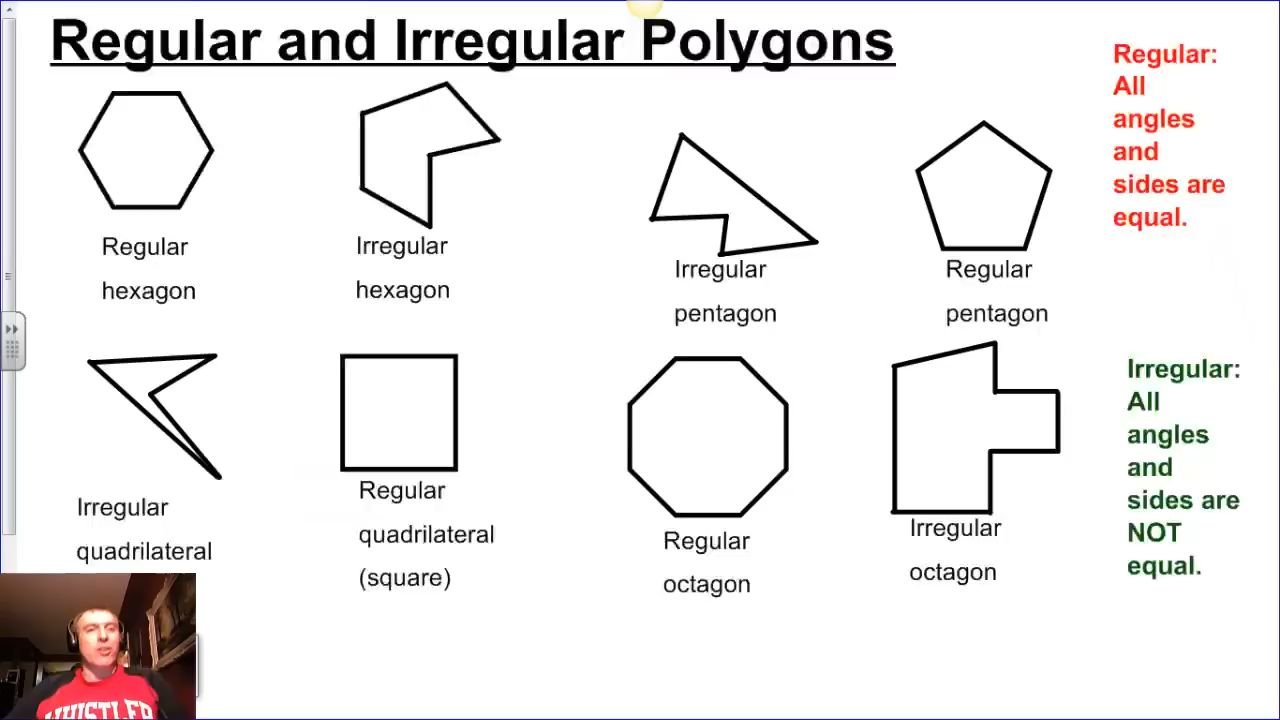 Regular and Irregular Polygons
Regular:
All
angles
and
sides are
equal.
Regular
hexagon
Irregular
hexagon
Irregular
pentagon
Regular
pentagon
Irregular
quadrilateral
Regular
quadrilateral
(square)
Regular
octagon
Irregular
octagon
Irregular:
All
angles
and
sides are
NOT
equal.
WHISTLER